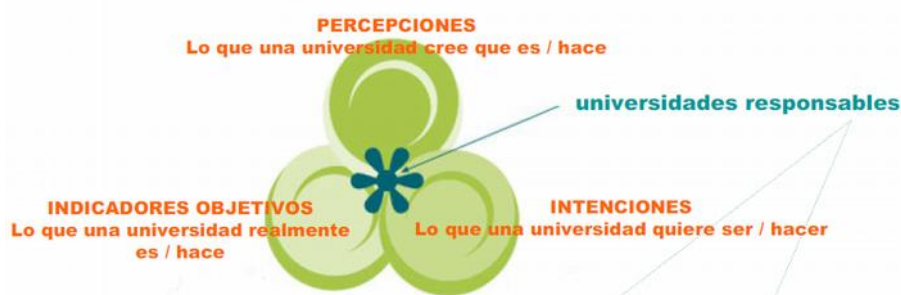 PERCEPCIONES
Lo que una universidad cree que es / hace
universidades responsables
INDICADORES OBJETIVOS
Lo que una universidad realmente
es / hace
INTENCIONES
Lo que una universidad quiere ser / hacer